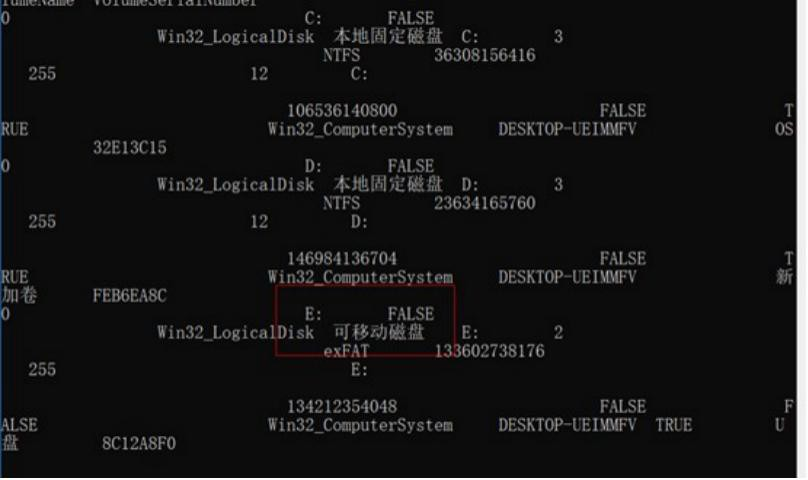 lumeName  VolumeSerialNumber
0 C: FALSE
Win32_LogicalDisk 本地固定磁盘 C: 3
NTFS 36308156416
255 12 C:
106536140800 FALSE T
RUE Win32_ComputerSystem DESKTOP-UEIMMFV OS
32E13C15
0 D: FALSE
Win32_LogicalDisk 本地固定磁盘 D: 3
NTFS 23634165760
255 12 D:
146984136704 FALSE T
RUE Win32_ComputerSystem DESKTOP-UEIMMFV 新
加卷 FEB6EA8C
0 E: FALSE
Win32_LogicalDisk 可移动磁盘 E: 2
exFAT 133602738176
255 E:
134212354048 FALSE F
ALSE Win32_ComputerSystem DESKTOP-UEIMMFV TRUE U
盘 8C12A8F0